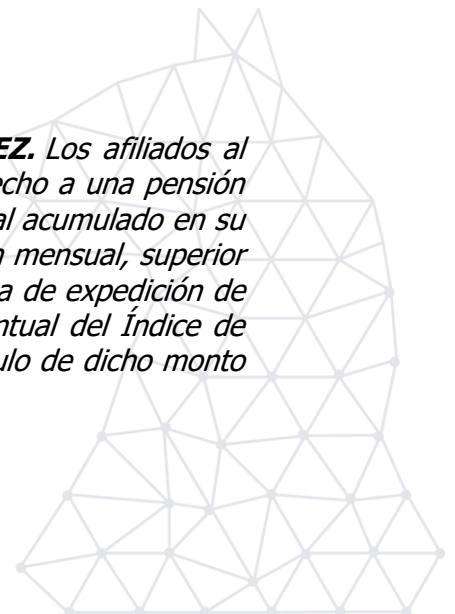 EZ. Los afiliados al
echo a una pensión
al acumulado en su
n mensual, superior
a de expedición de
ntual del Índice de
ulo de dicho monto